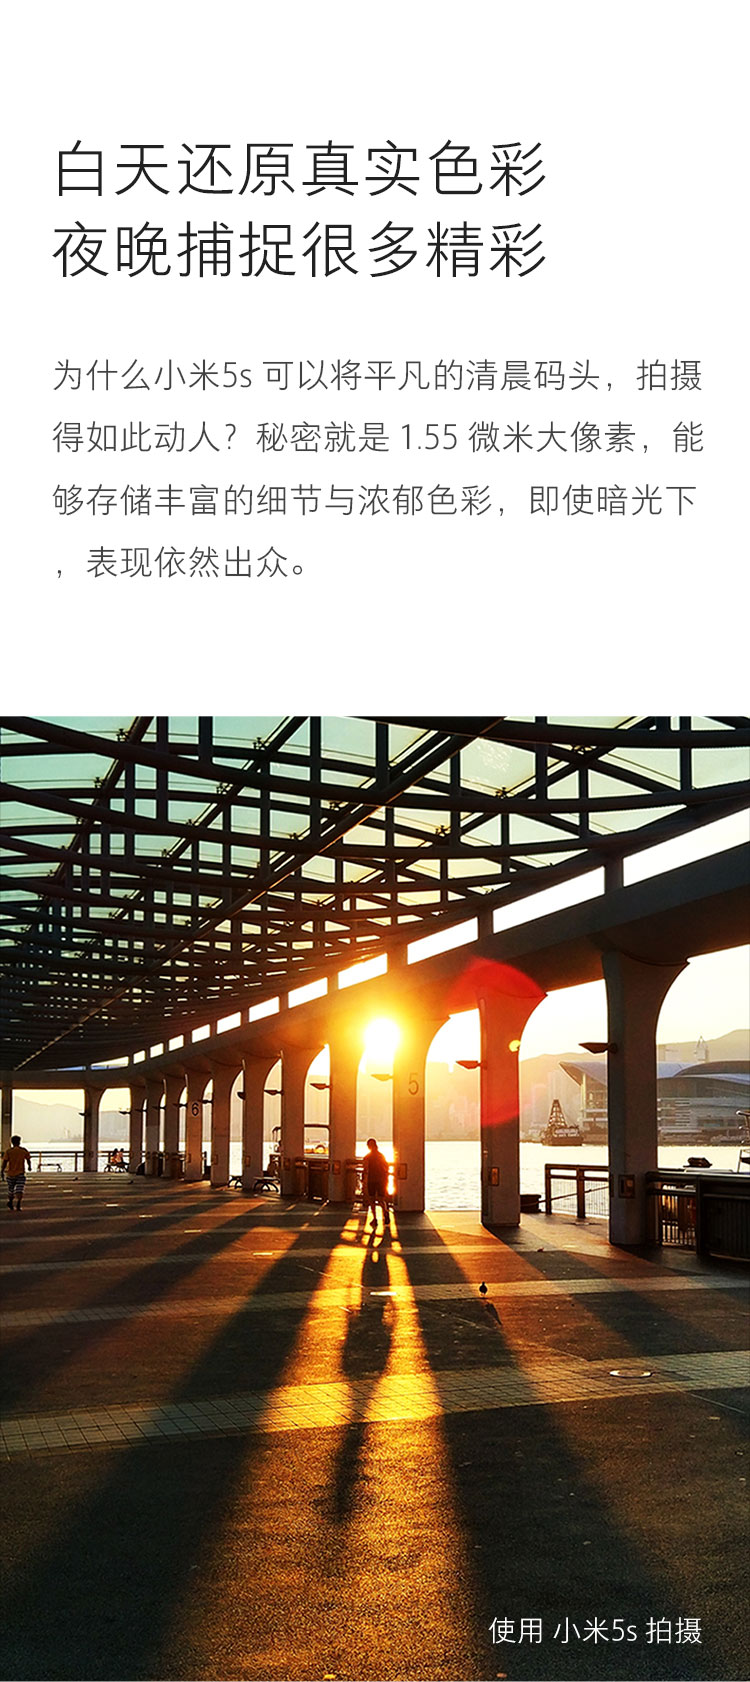 白天还原真实色彩
夜晚捕捉很多精彩
为什么小米5s 可以将平凡的清晨码头，拍摄
得如此动人？秘密就是 1.55 微米大像素，能
够存储丰富的细节与浓郁色彩，即使暗光下
，表现依然出众。
6
5
使用 小米5s 拍摄